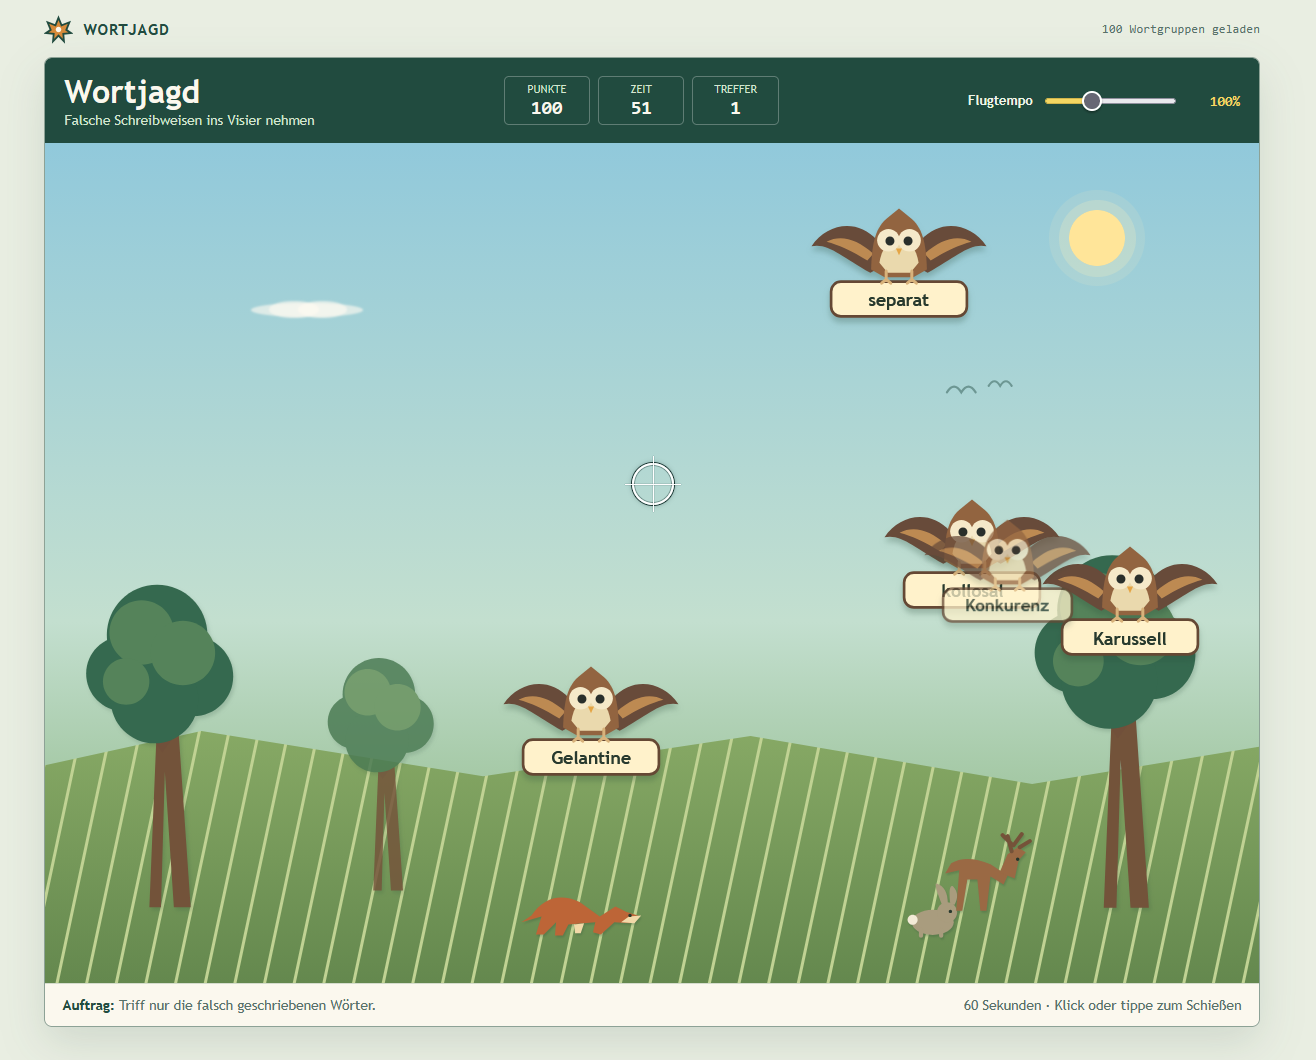 WORTJAGD
100 Wortgruppen geladen
Wortjagd
Falsche Schreibweisen ins Visier nehmen
PUNKTE
100
ZEIT
51
TREFFER
1
Flugtempo
100%
separat
kollosal
Konkurenz
Karussell
Gelantine
Auftrag: Triff nur die falsch geschriebenen Wörter.
60 Sekunden · Klick oder tippe zum Schießen